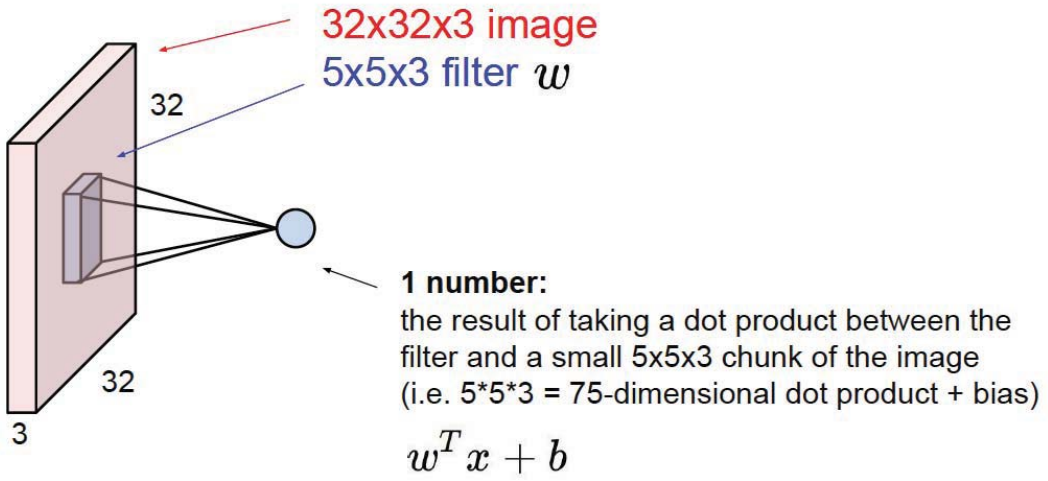 32x32x3 image
5x5x3 filter w
32
32
3
1 number:
the result of taking a dot product between the
filter and a small 5x5x3 chunk of the image
(i.e. 5*5*3 = 75-dimensional dot product + bias)
w^T x + b